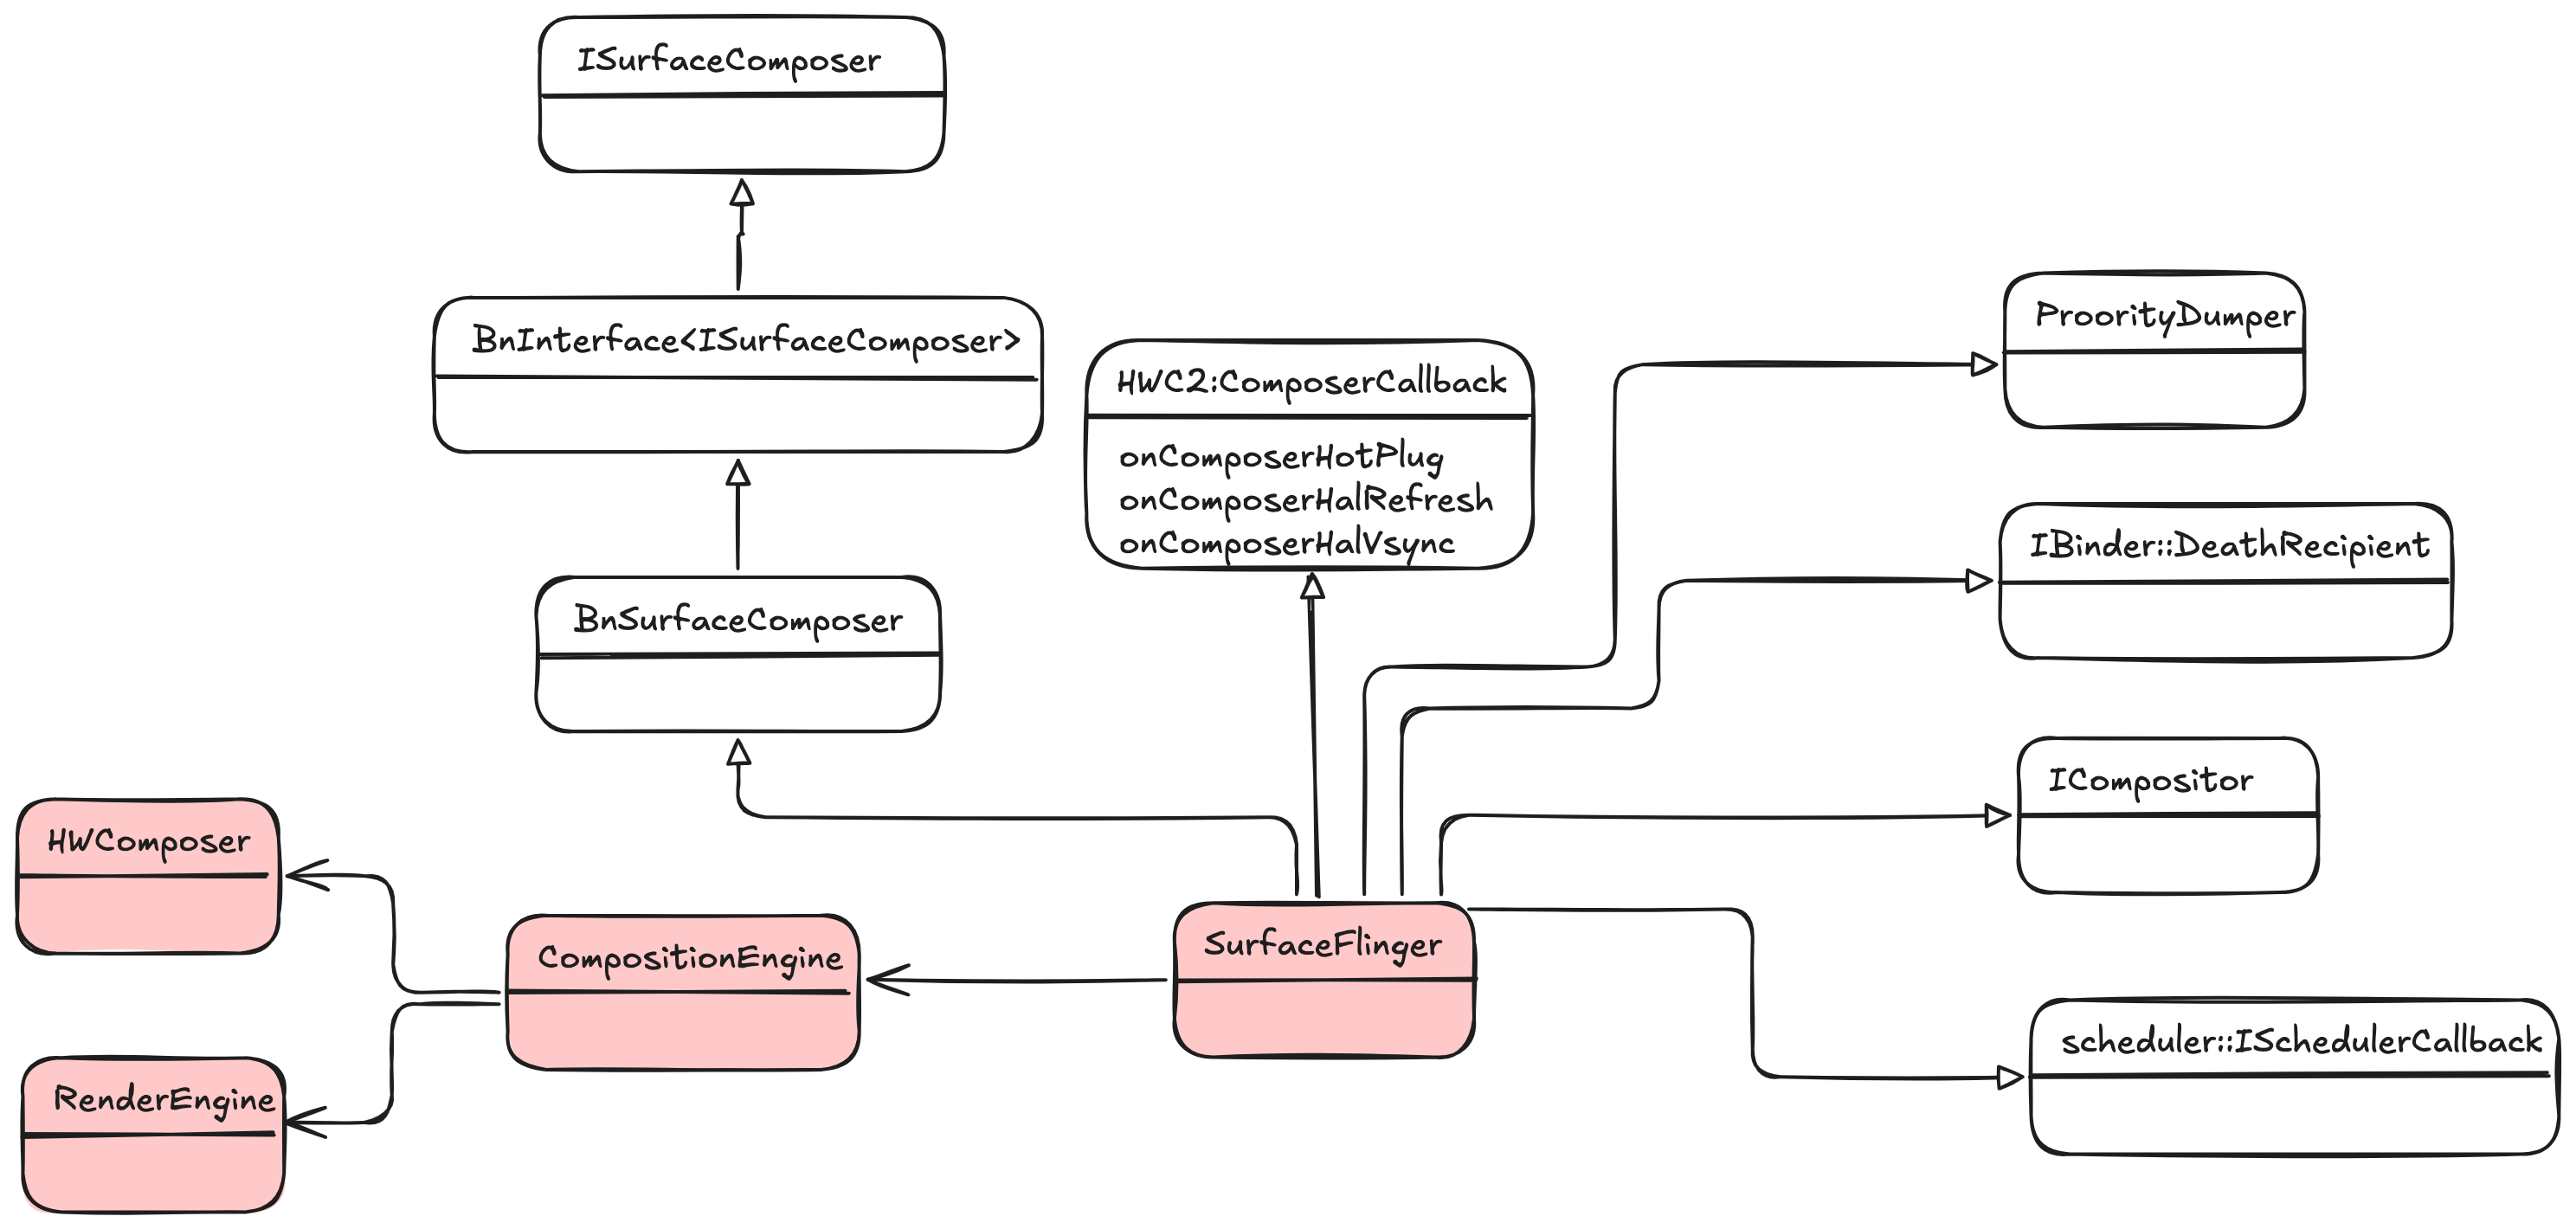 ISurfaceComposer
BnInterface<ISurfaceComposer>
HWC2:ComposerCallback
onComposerHotPlug
onComposerHalRefresh
onComposerHalVsync
ProorityDumper
IBinder::DeathRecipient
BnSurfaceComposer
ICompositor
HWComposer
CompositionEngine
SurfaceFlinger
scheduler::ISchedulerCallback
RenderEngine